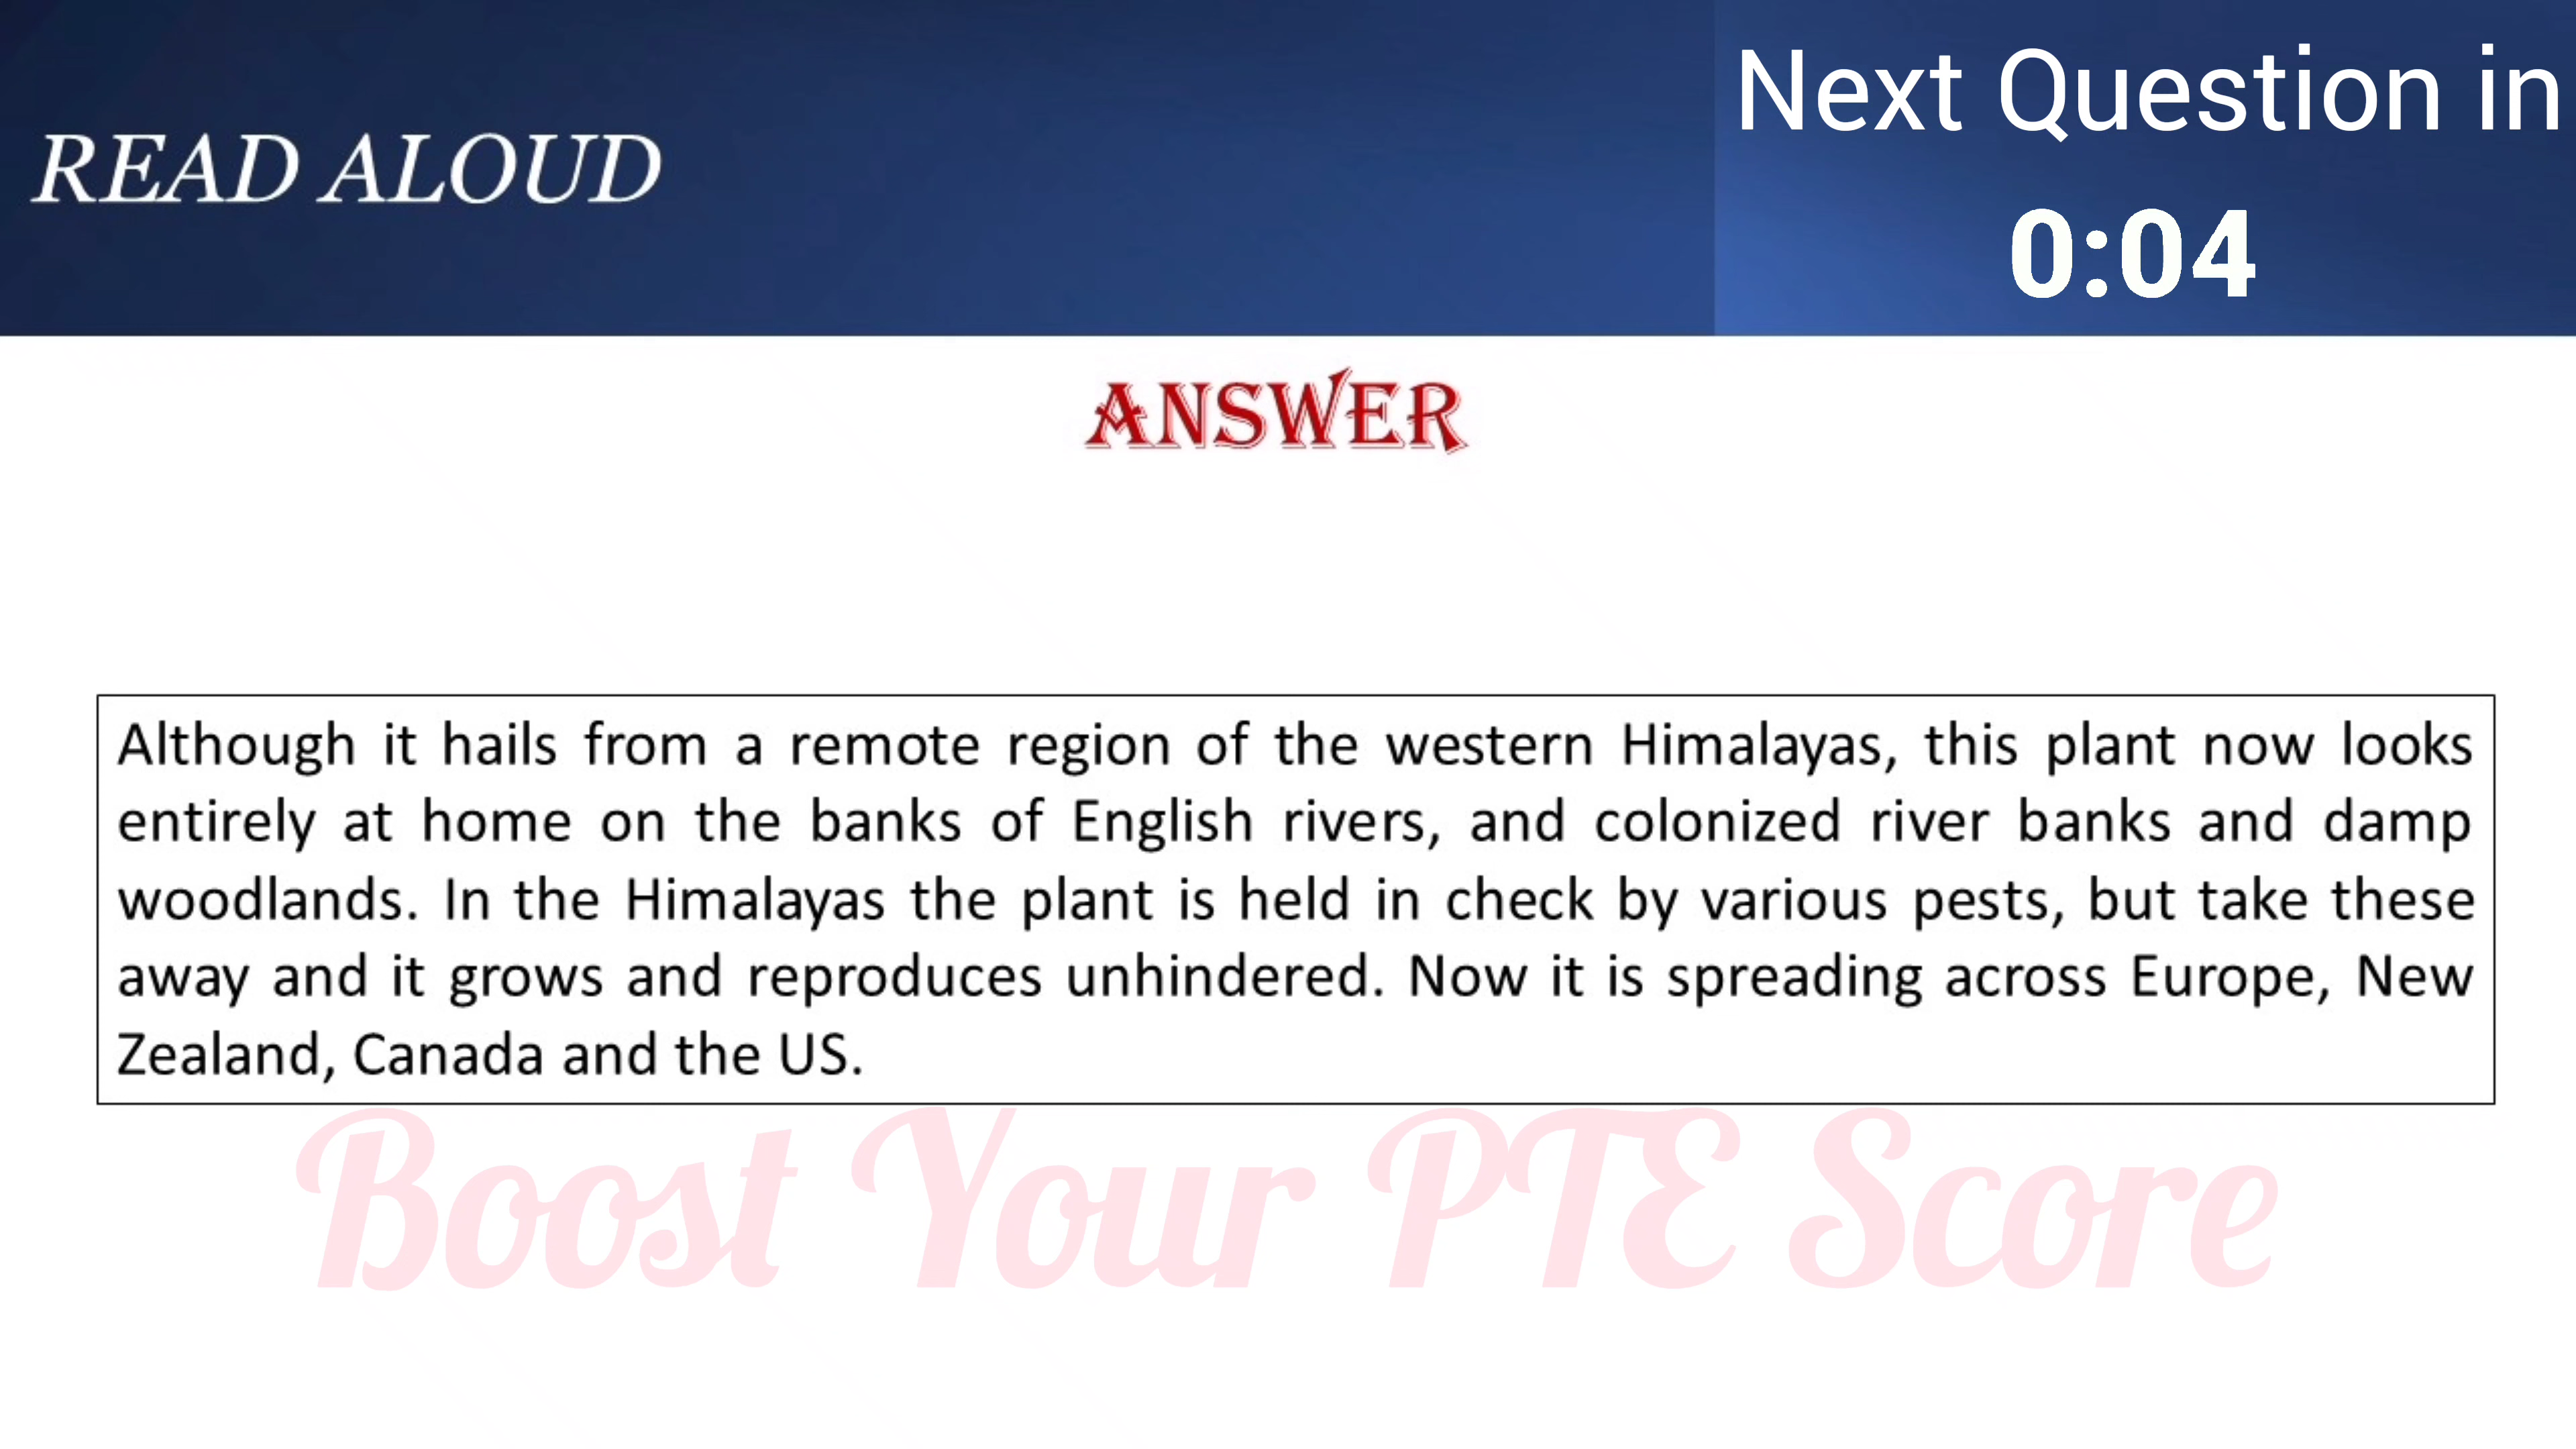 READ ALOUD
Next Question in
0:04
ANSWER
Although it hails from a remote region of the western Himalayas, this plant now looks
entirely at home on the banks of English rivers, and colonized river banks and damp
woodlands. In the Himalayas the plant is held in check by various pests, but take these
away and it grows and reproduces unhindered. Now it is spreading across Europe, New
Zealand, Canada and the US.
Boost Your PTE Score